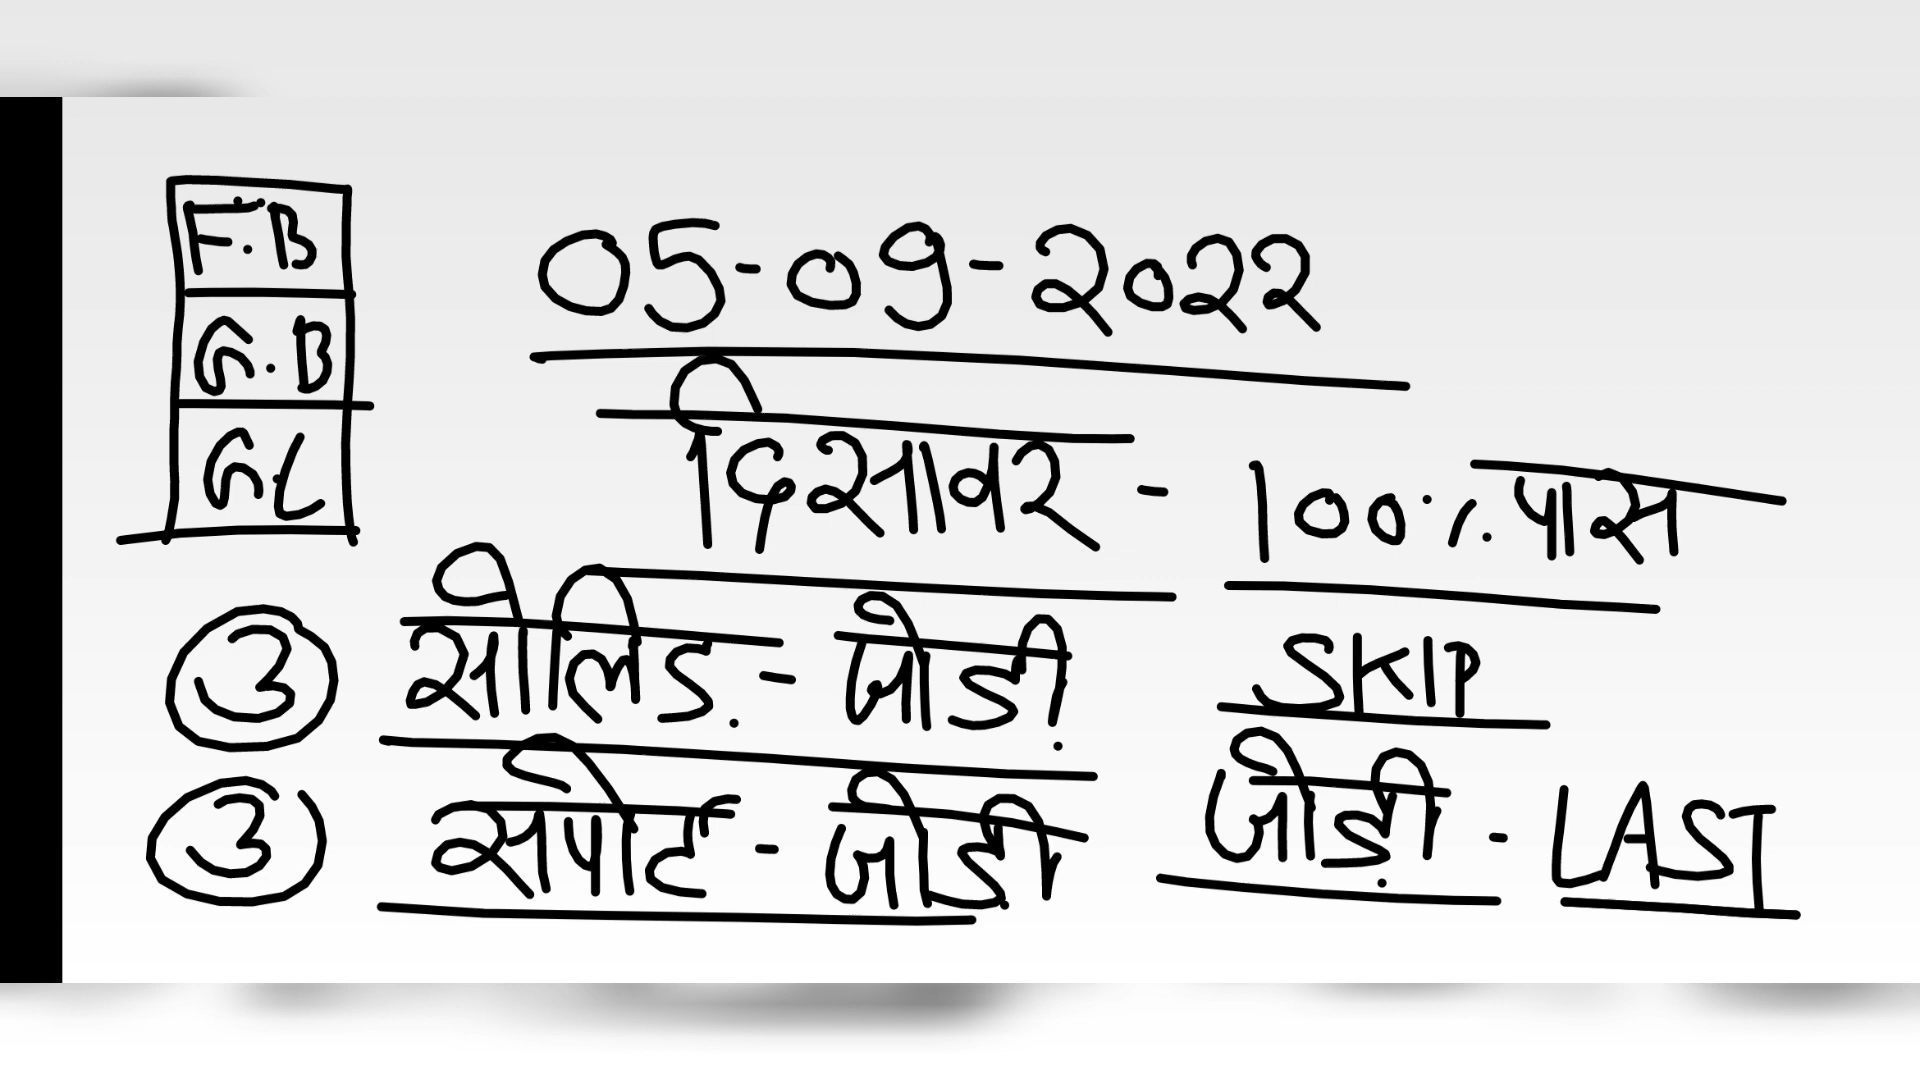 F.B
G.B
G.L
05-09-2022
दिसावर - 100% पास
③ सोलिड - जोडी़ SKIP
③ सपोर्ट - जोडी़ जोडी़ - LAST